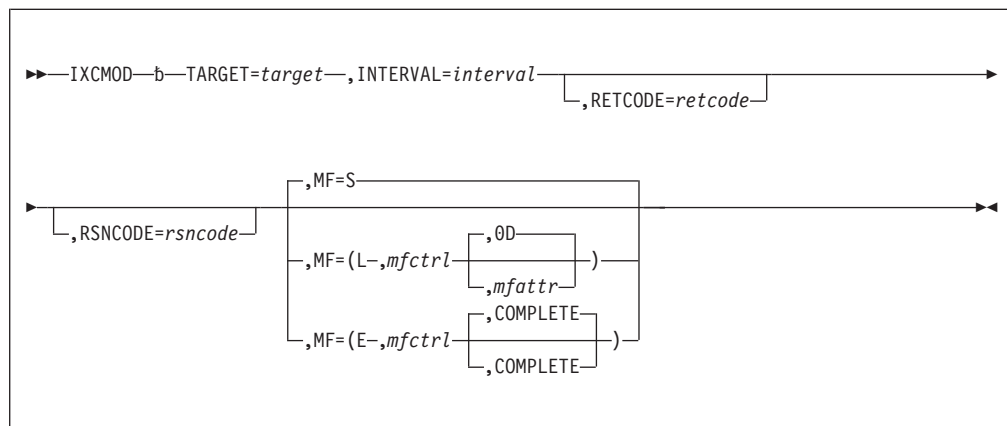 IXCMOD ␢ TARGET=target ,INTERVAL=interval
,RETCODE=retcode
,MF=S
,RSNCODE=rsncode
,0D
,MF=(L ,mfctrl )
,mfattr
,COMPLETE
,MF=(E ,mfctrl )
,COMPLETE